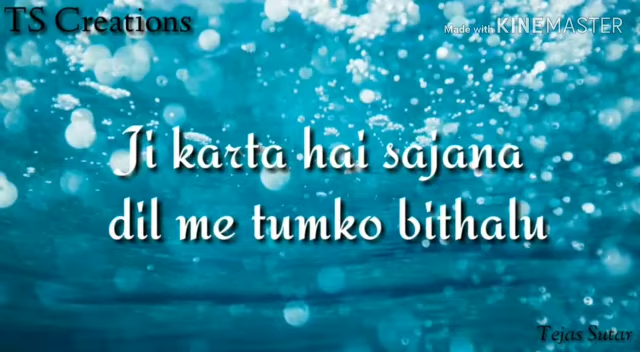 TS Creations
Made with KINEMASTER
Ji karta hai sajana
dil me tumko bithalu
Tejas Sutar